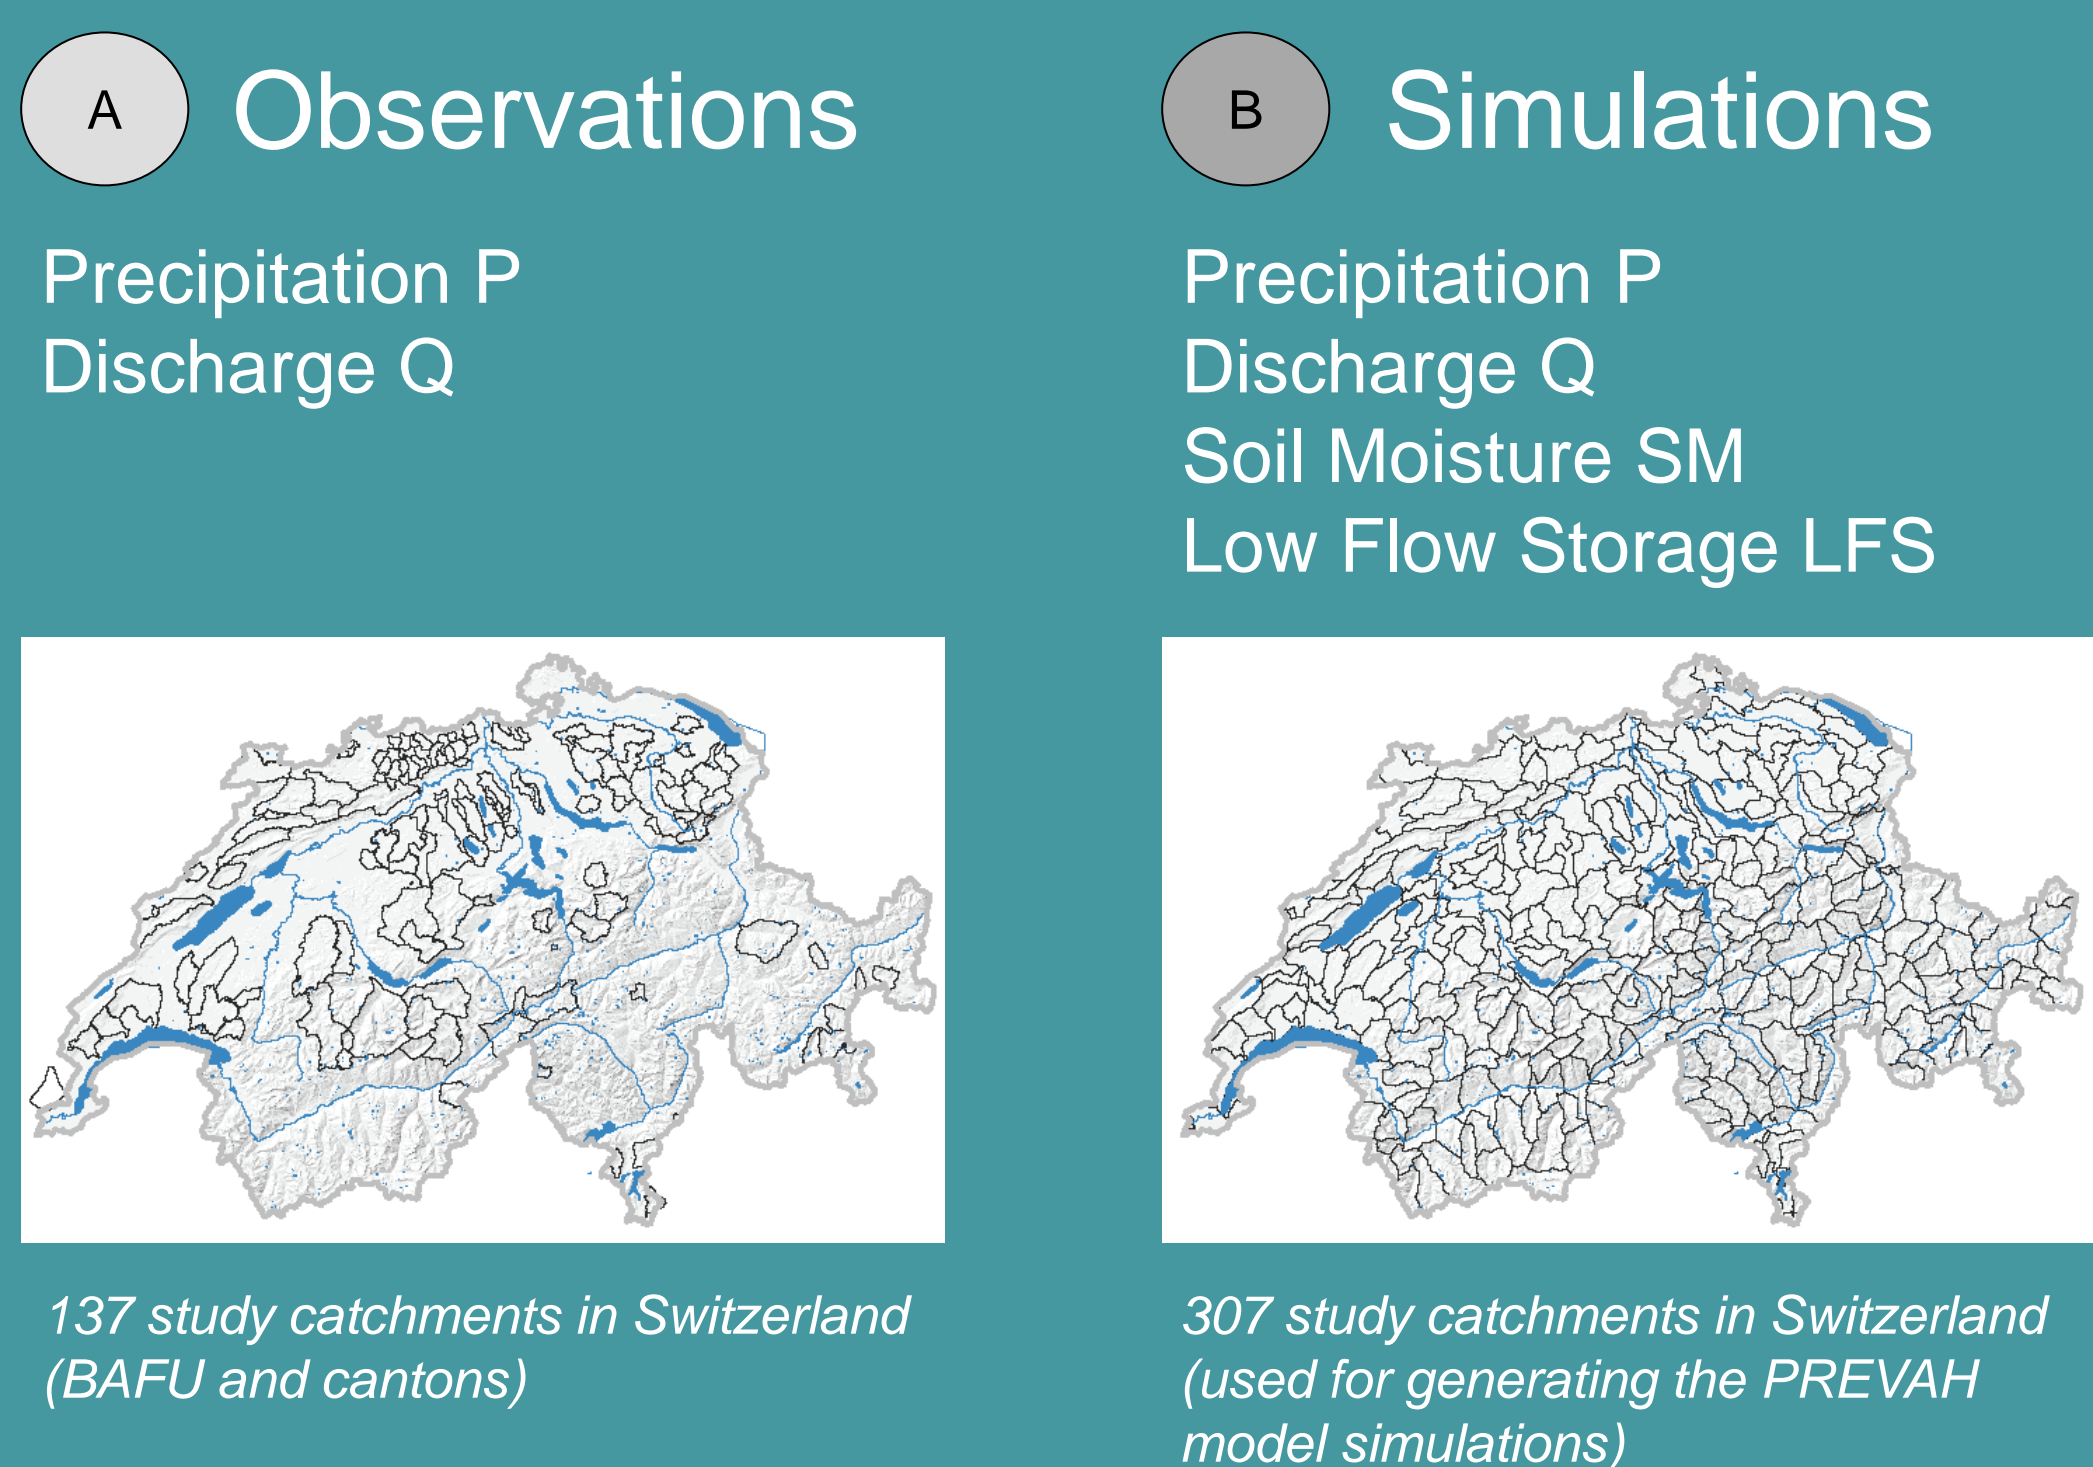 A
Observations
Precipitation P
Discharge Q
137 study catchments in Switzerland
(BAFU and cantons)
B
Simulations
Precipitation P
Discharge Q
Soil Moisture SM
Low Flow Storage LFS
307 study catchments in Switzerland
(used for generating the PREVAH
model simulations)